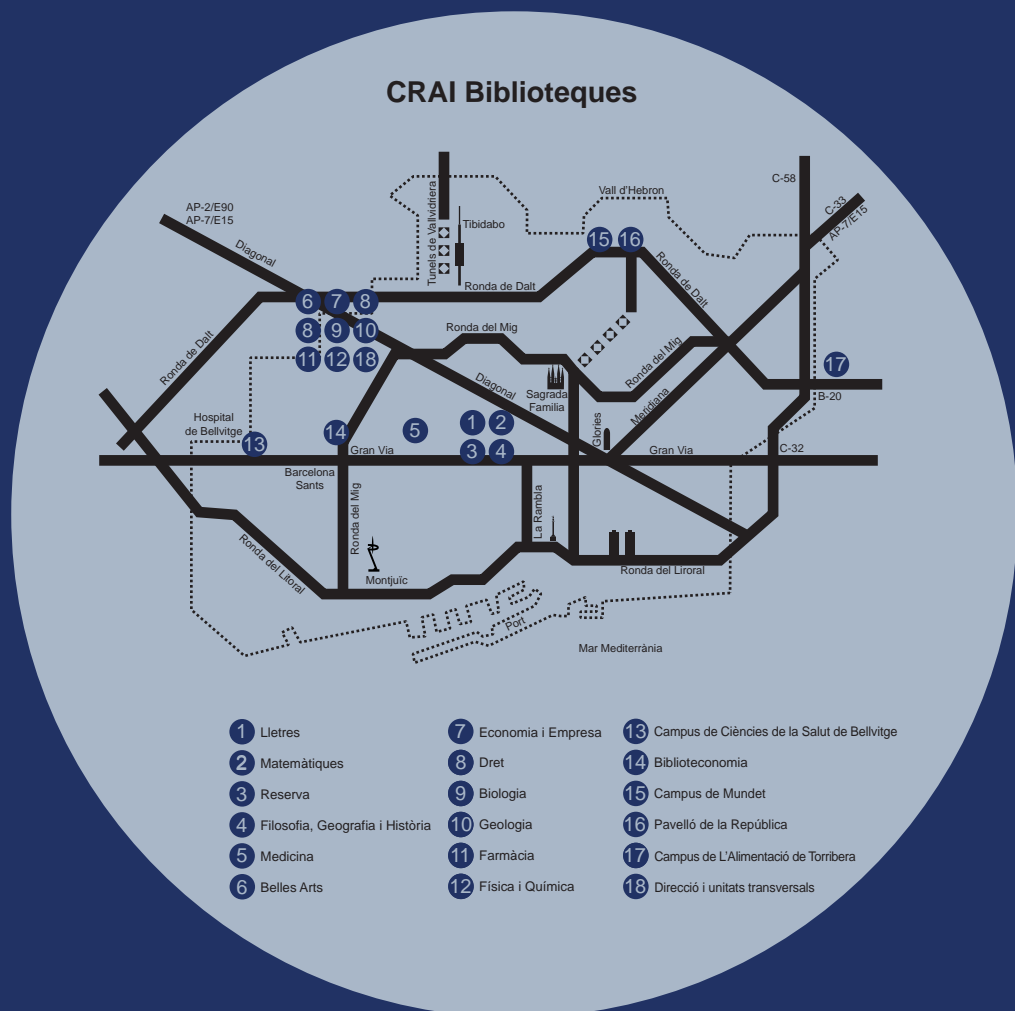 CRAI Biblioteques
C-58
Vall d'Hebron
C-33
AP-7/E15
AP-2/E90
AP-7/E15
Tunels de Vallvidriera
Tibidabo
Diagonal
15
16
Ronda de Dalt
Ronda de Dalt
6
7
8
8
9
10
11
12
18
Ronda de Dalt
Ronda del Mig
Ronda del Mig
17
B-20
Diagonal
Sagrada
Familia
Meridiana
Glories
Hospital
de Bellvitge
13
14
5
1
2
3
4
Gran Via
Gran Via
C-32
Barcelona
Sants
Ronda del Mig
La Rambla
Ronda del Litoral
Montjuïc
Ronda del Liroral
Port
Mar Mediterrània
1 Lletres
2 Matemàtiques
3 Reserva
4 Filosofia, Geografia i Història
5 Medicina
6 Belles Arts
7 Economia i Empresa
8 Dret
9 Biologia
10 Geologia
11 Farmàcia
12 Física i Química
13 Campus de Ciències de la Salut de Bellvitge
14 Biblioteconomia
15 Campus de Mundet
16 Pavelló de la República
17 Campus de L'Alimentació de Torribera
18 Direcció i unitats transversals